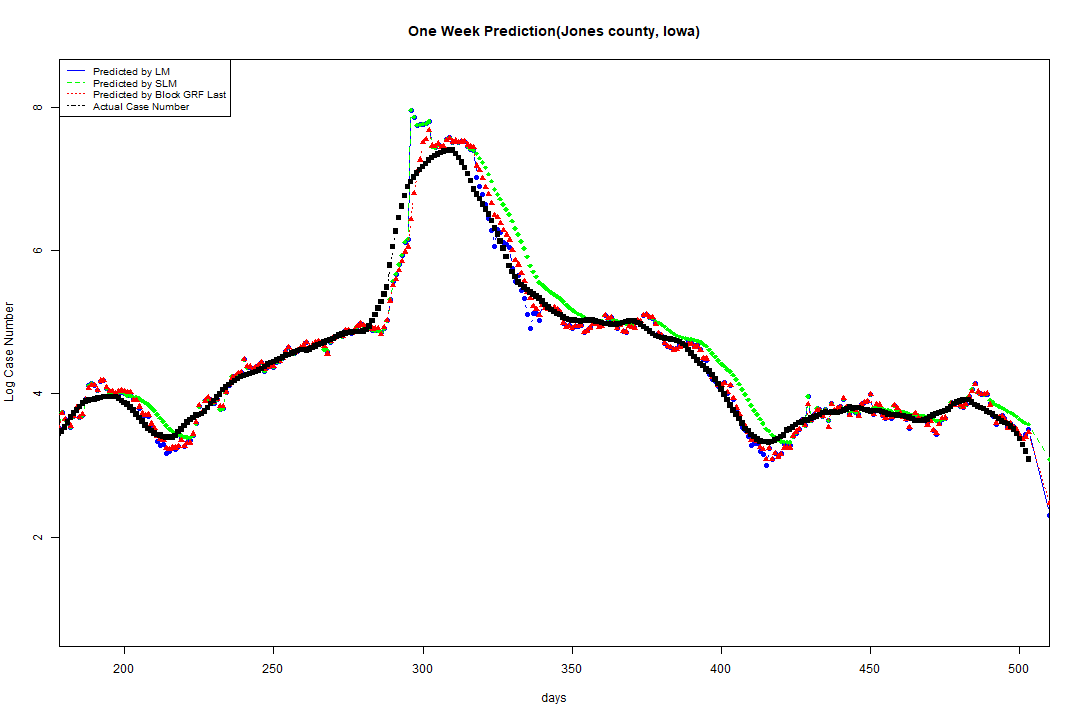 One Week Prediction(Jones county, Iowa)
Predicted by LM
Predicted by SLM
Predicted by Block GRF Last
Actual Case Number
8
6
4
2
Log Case Number
200 250 300 350 400 450 500
days